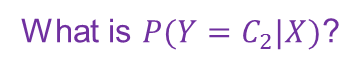 What is P(Y = C₂|X)?